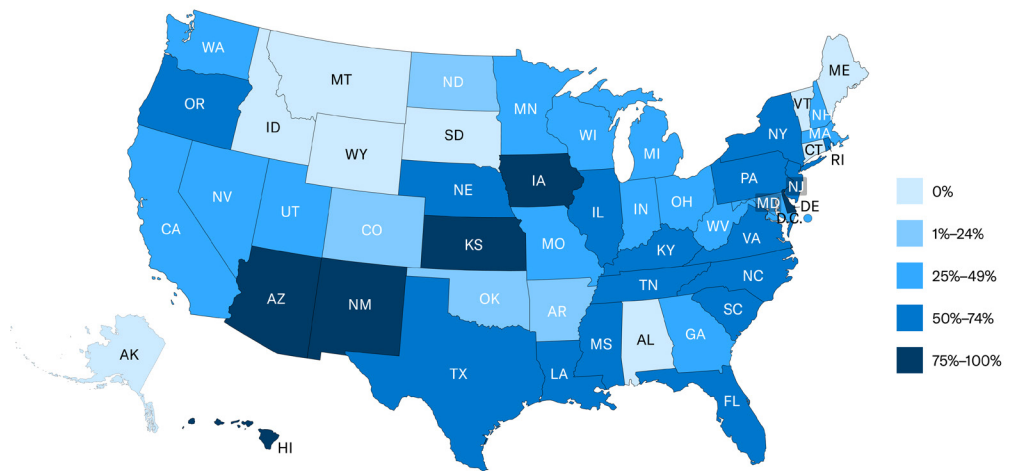 WA
MT
ND
MN
ME
OR
ID
SD
WI
VT
NH
NY
MA
WY
MI
CT
RI
IA
NE
PA
NJ
NV
UT
IL
IN
OH
MD
DE
D.C.
CO
CA
KS
MO
WV
VA
KY
NC
TN
AZ
NM
OK
AR
SC
MS
AL
GA
AK
TX
LA
FL
HI
0%
1%–24%
25%–49%
50%–74%
75%–100%